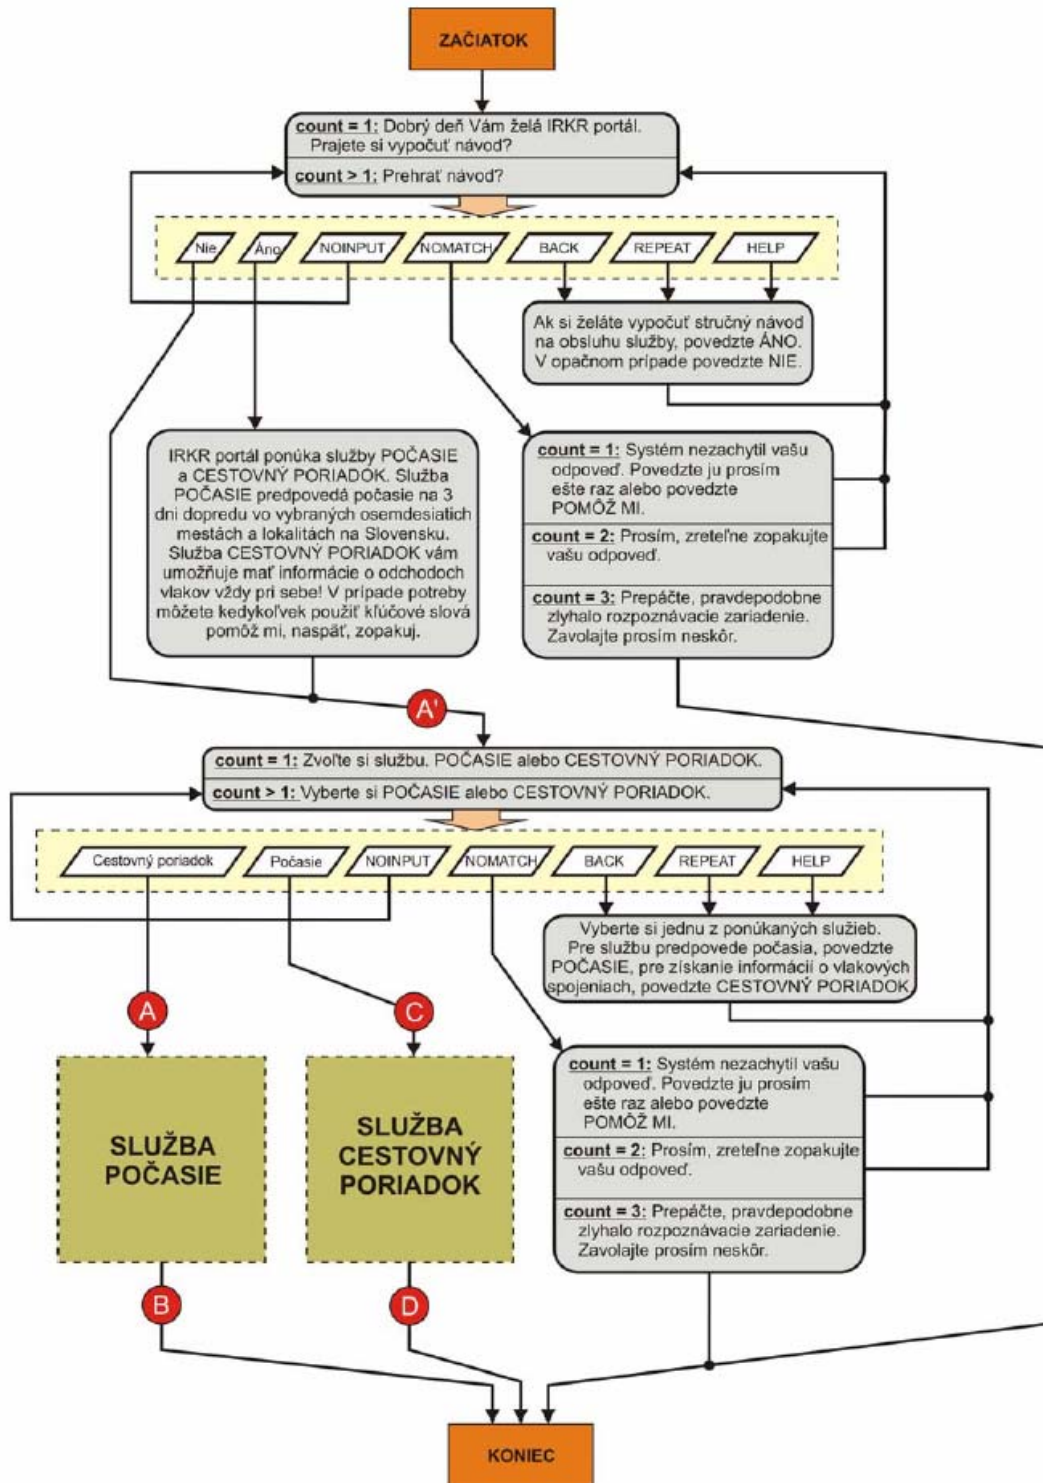 ZAČIATOK
count = 1: Dobrý deň Vám želá IRKR portál.
Prajete si vypočuť návod?
count > 1: Prehrať návod?
Nie
Áno
NOINPUT
NOMATCH
BACK
REPEAT
HELP
Ak si želáte vypočuť stručný návod
na obsluhu služby, povedzte ÁNO.
V opačnom prípade povedzte NIE.
IRKR portál ponúka služby POČASIE
a CESTOVNÝ PORIADOK. Služba
POČASIE predpovedá počasie na 3
dni dopredu vo vybraných osemdesiatich
mestách a lokalitách na Slovensku.
Služba CESTOVNÝ PORIADOK vám
umožňuje mať informácie o odchodoch
vlakov vždy pri sebe! V prípade potreby
môžete kedykoľvek použiť kľúčové slová
pomôž mi, naspäť, zopakuj.
count = 1: Systém nezachytil vašu
odpoveď. Povedzte ju prosím
ešte raz alebo povedzte
POMÔŽ MI.
count = 2: Prosím, zreteľne zopakujte
vašu odpoveď.
count = 3: Prepáčte, pravdepodobne
zlyhalo rozpoznávacie zariadenie.
Zavolajte prosím neskôr.
A'
count = 1: Zvoľte si službu. POČASIE alebo CESTOVNÝ PORIADOK.
count > 1: Vyberte si POČASIE alebo CESTOVNÝ PORIADOK.
Cestovný poriadok
Počasie
NOINPUT
NOMATCH
BACK
REPEAT
HELP
Vyberte si jednu z ponúkaných služieb.
Pre službu predpovede počasia, povedzte
POČASIE, pre získanie informácií o vlakových
spojeniach, povedzte CESTOVNÝ PORIADOK
A
C
SLUŽBA
POČASIE
SLUŽBA
CESTOVNÝ
PORIADOK
count = 1: Systém nezachytil vašu
odpoveď. Povedzte ju prosím
ešte raz alebo povedzte
POMÔŽ MI.
count = 2: Prosím, zreteľne zopakujte
vašu odpoveď.
count = 3: Prepáčte, pravdepodobne
zlyhalo rozpoznávacie zariadenie.
Zavolajte prosím neskôr.
B
D
KONIEC